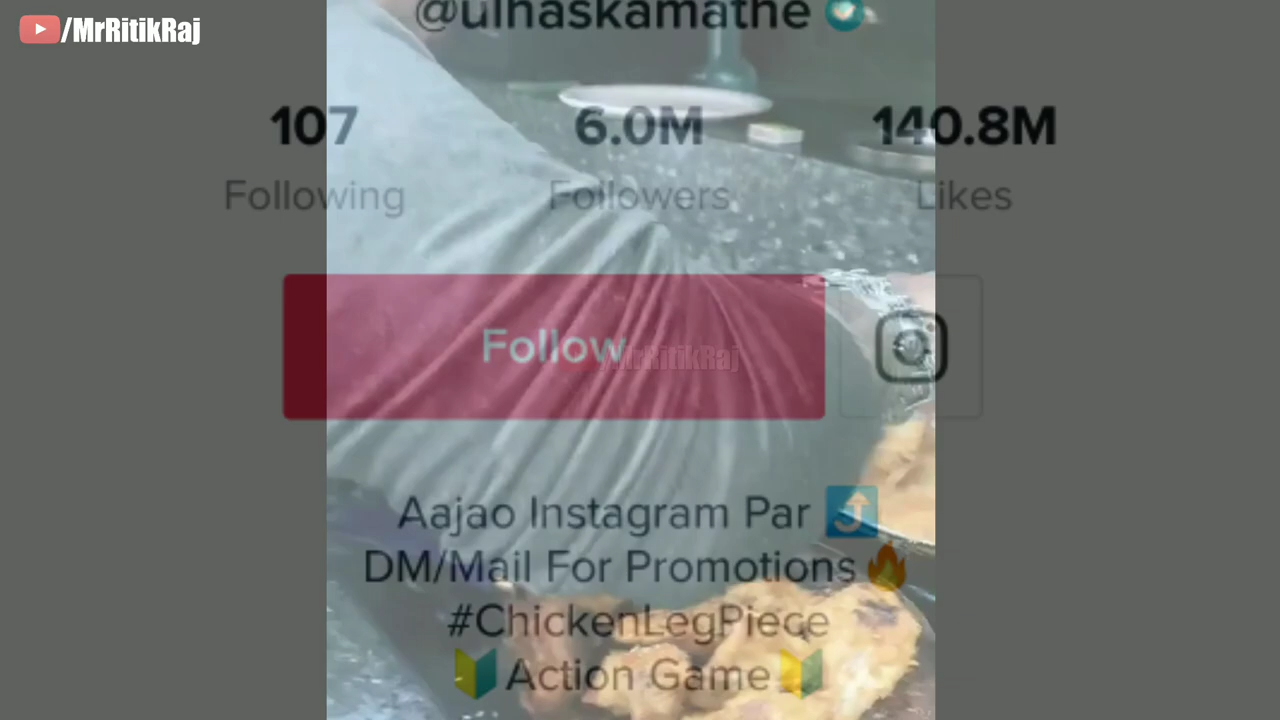 /MrRitikRaj
@ulhaskamathe
107 6.0M 140.8M
Following Followers Likes
Follow
/MrRitikRaj
Aajao Instagram Par
DM/Mail For Promotions
#ChickenLegPiece
Action Game